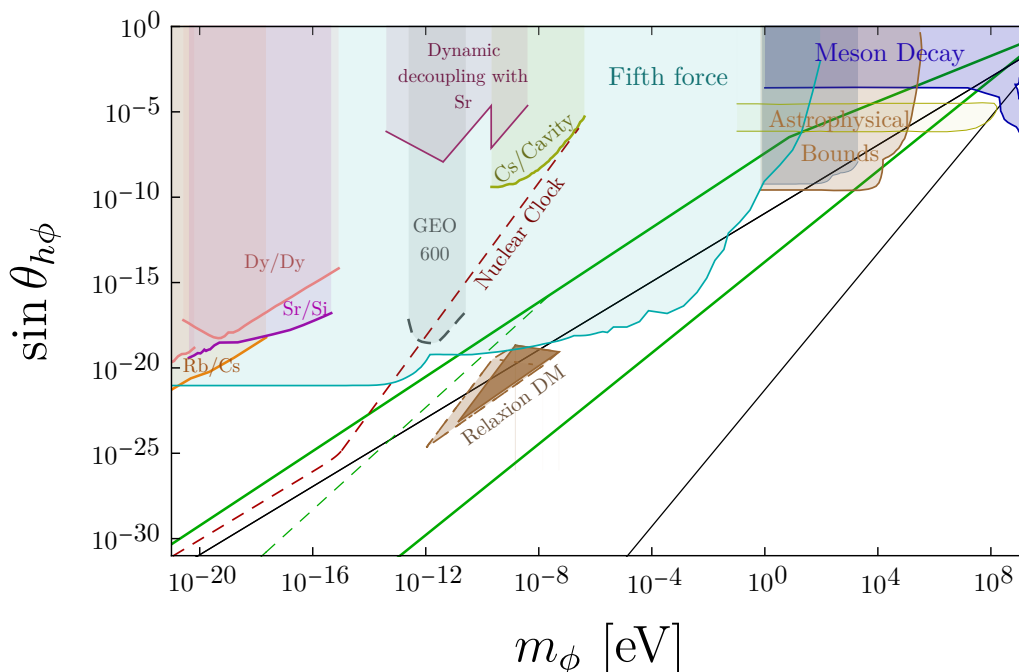 10^0
10^-5
10^-10
10^-15
10^-20
10^-25
10^-30
sin θ_hϕ
Dynamic
decoupling with
Sr
Fifth force
Meson Decay
Astrophysical
Bounds
Cs/Cavity
GEO
600
Nuclear Clock
Dy/Dy
Sr/Si
Rb/Cs
Relaxion DM
10^-20
10^-16
10^-12
10^-8
10^-4
10^0
10^4
10^8
m_ϕ [eV]